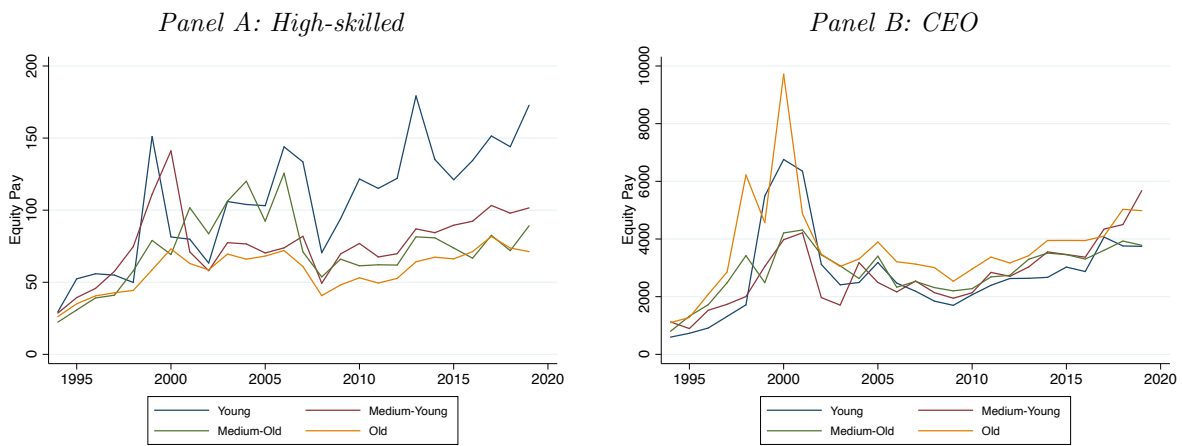 Panel A: High-skilled
200
150
100
50
0
Equity Pay
1995 2000 2005 2010 2015 2020
Young Medium-Young
Medium-Old Old
Panel B: CEO
10000
8000
6000
4000
2000
0
Equity Pay
1995 2000 2005 2010 2015 2020
Young Medium-Young
Medium-Old Old